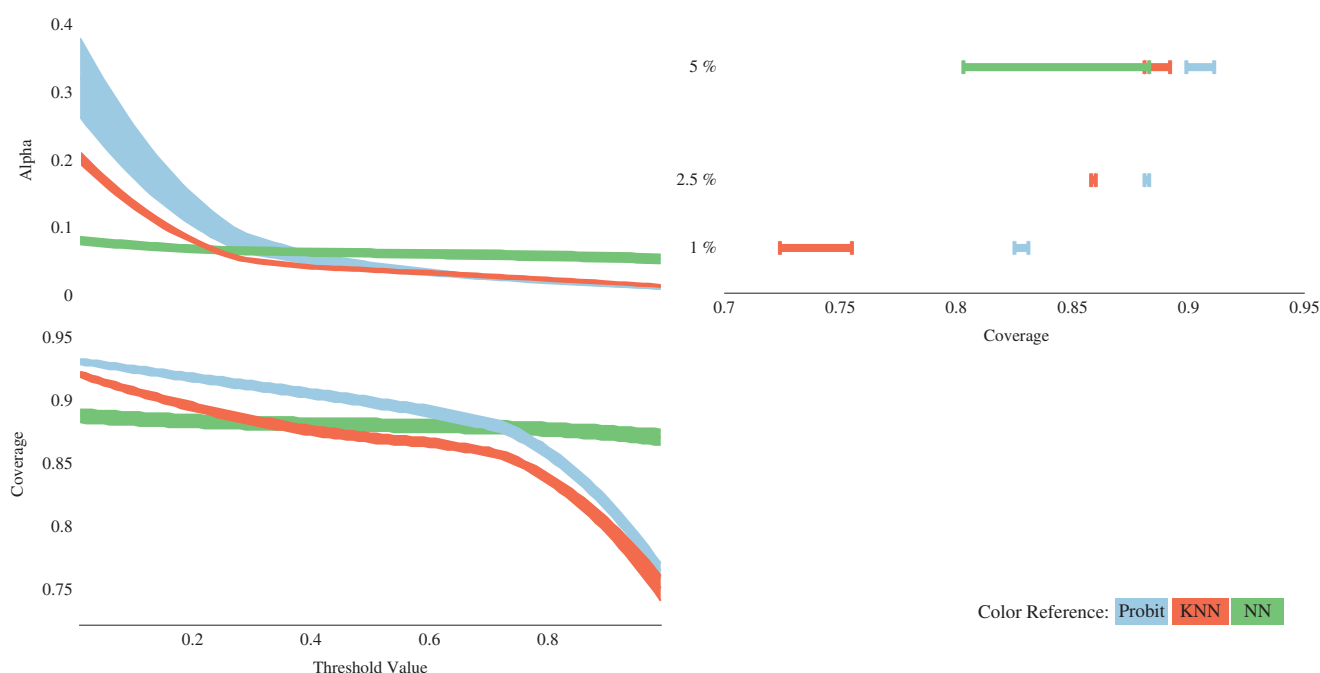 0.4
0.3
0.2
0.1
0
Alpha
0.95
0.9
0.85
0.8
0.75
Coverage
0.2 0.4 0.6 0.8
Threshold Value
5 %
2.5 %
1 %
0.7 0.75 0.8 0.85 0.9 0.95
Coverage
Color Reference: Probit KNN NN